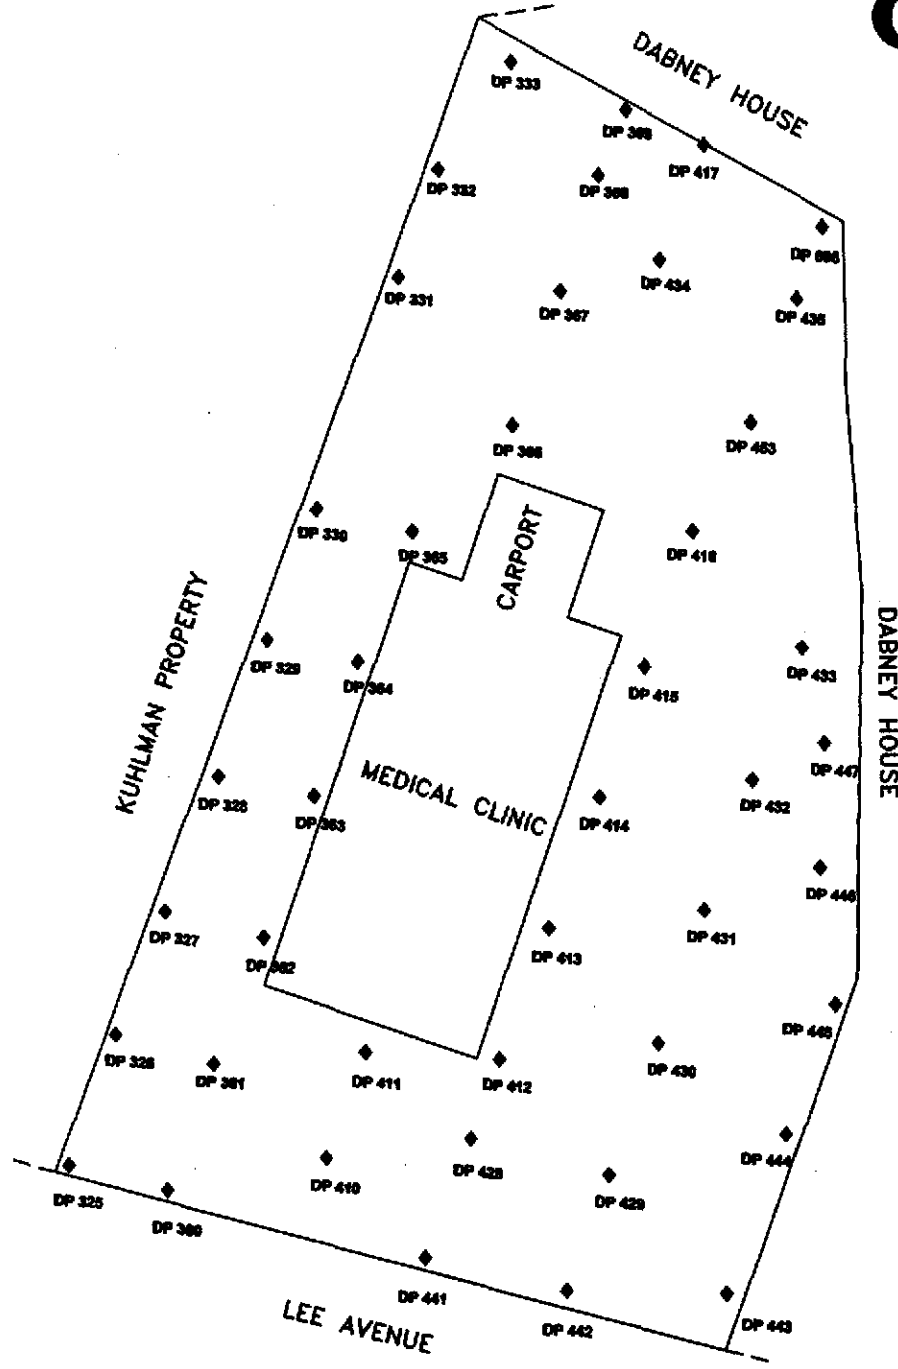 DABNEY HOUSE
DP 333
DP 369
DP 417
DP 332
DP 368
DP 434
DP 331
DP 367
DP 435
DP 366
DP 453
CARPORT
DP 330
DP 365
DP 416
KUHLMAN PROPERTY
DABNEY HOUSE
DP 329
DP 364
DP 415
DP 433
DP 447
MEDICAL CLINIC
DP 328
DP 363
DP 414
DP 432
DP 446
DP 327
DP 362
DP 413
DP 431
DP 445
DP 326
DP 361
DP 411
DP 412
DP 430
DP 444
DP 325
DP 360
DP 410
DP 428
DP 429
DP 441
DP 442
DP 443
LEE AVENUE